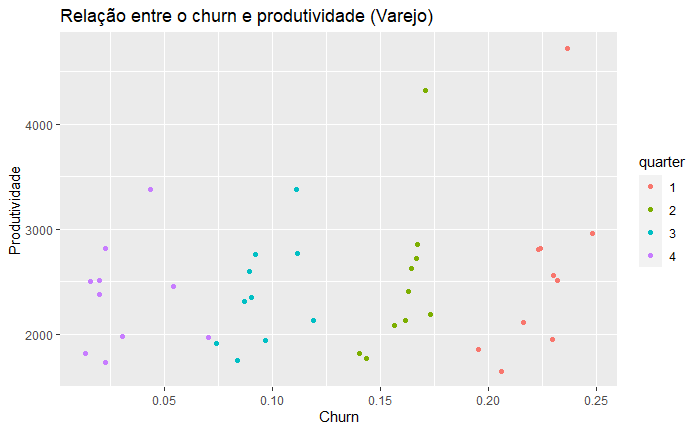 Relação entre o churn e produtividade (Varejo)
Produtividade
4000
3000
2000
0.05 0.10 0.15 0.20 0.25
Churn
quarter
1
2
3
4